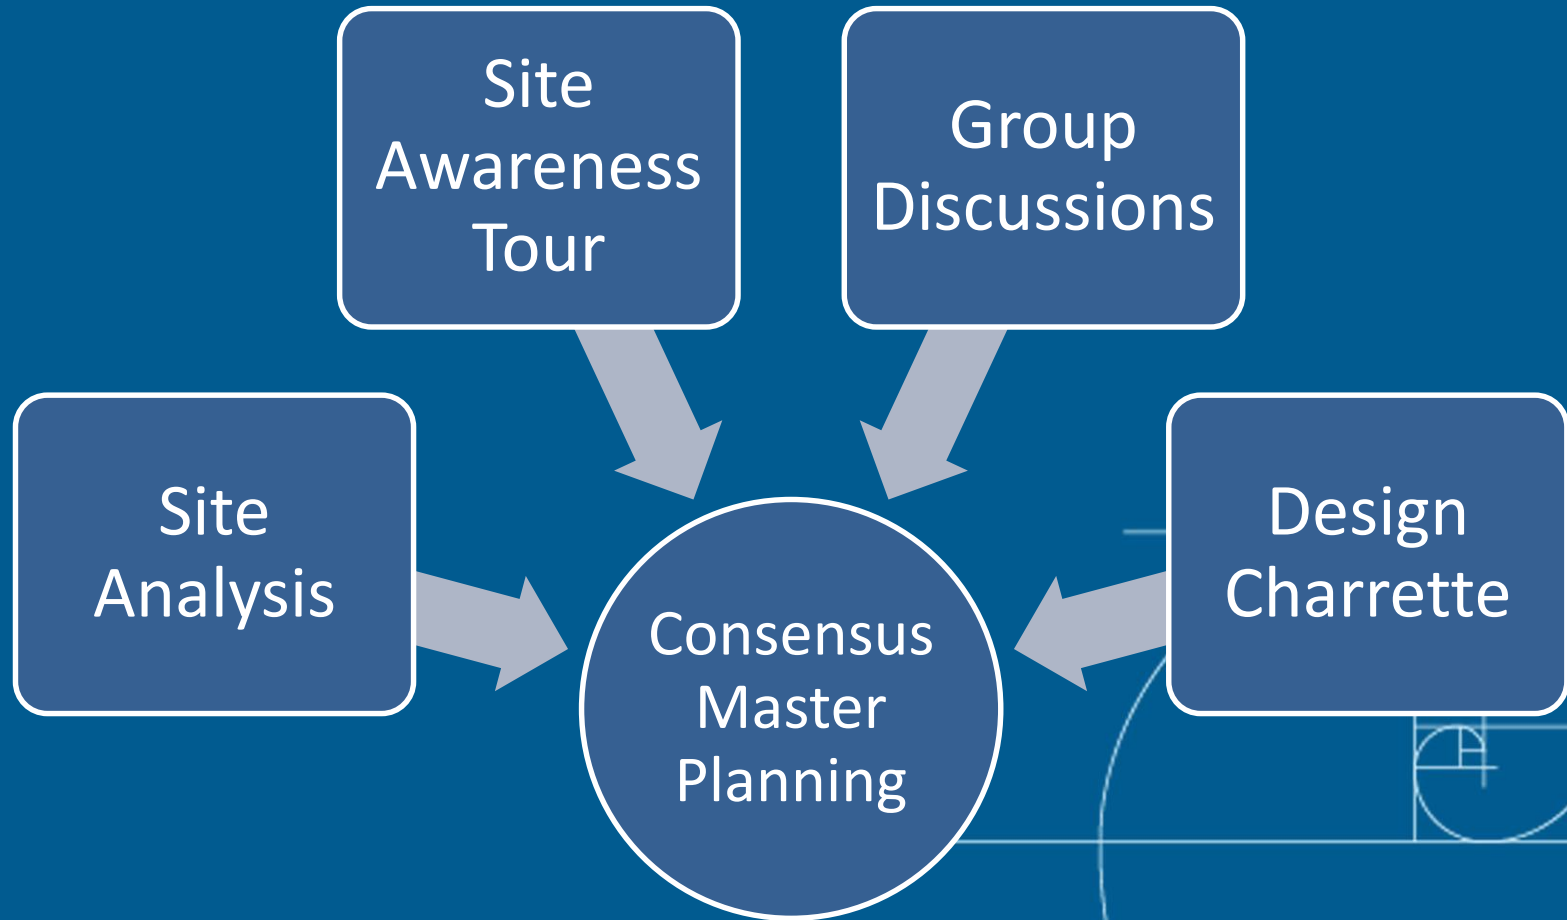 Site
Awareness
Tour
Group
Discussions
Site
Analysis
Design
Charrette
Consensus
Master
Planning